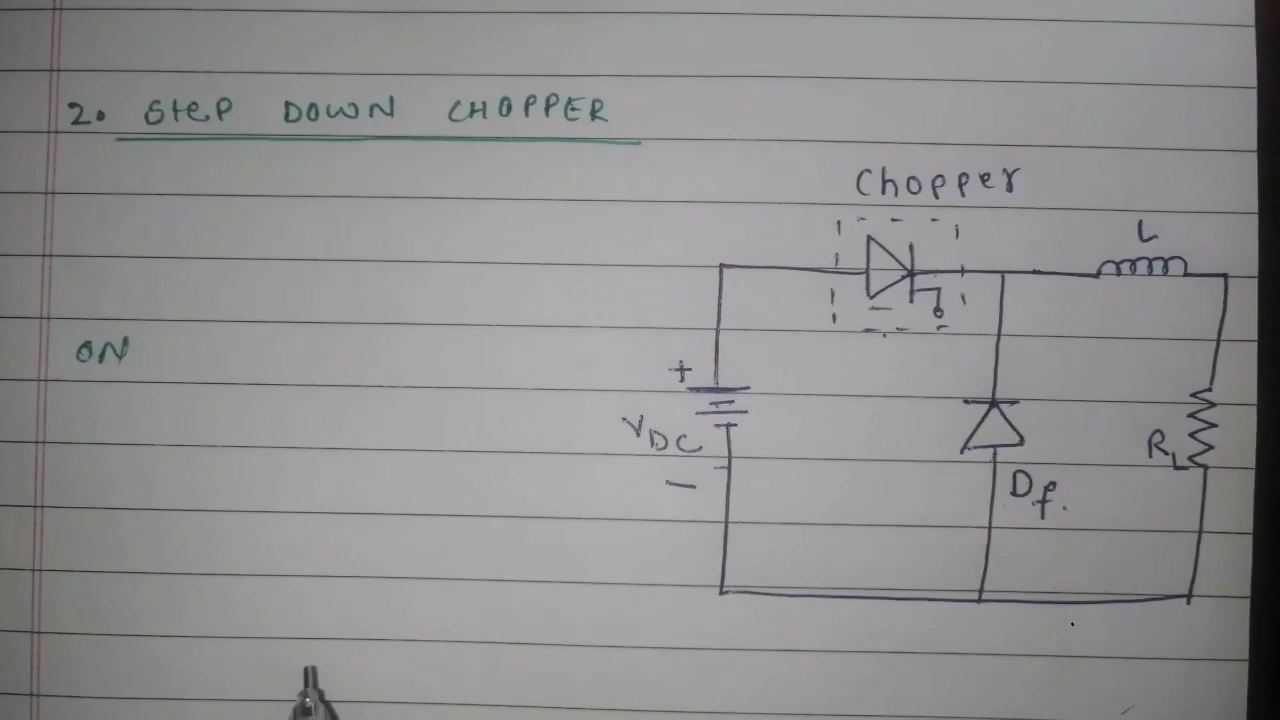 2. Step DOWN CHOPPER
Chopper
L
ON
+
VDC
RL
-
Df.